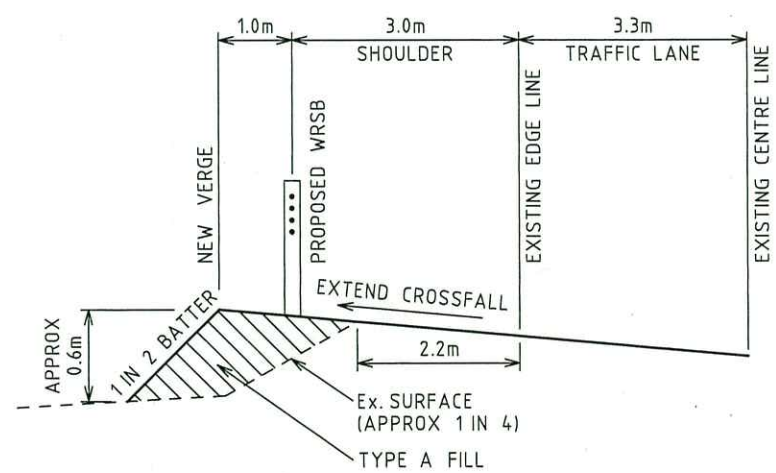 1.0m
3.0m
3.3m
SHOULDER
TRAFFIC LANE
NEW VERGE
PROPOSED WRSB
EXISTING EDGE LINE
EXISTING CENTRE LINE
EXTEND CROSSFALL
1 IN 2 BATTER
APPROX
0.6m
2.2m
Ex. SURFACE
(APPROX 1 IN 4)
TYPE A FILL